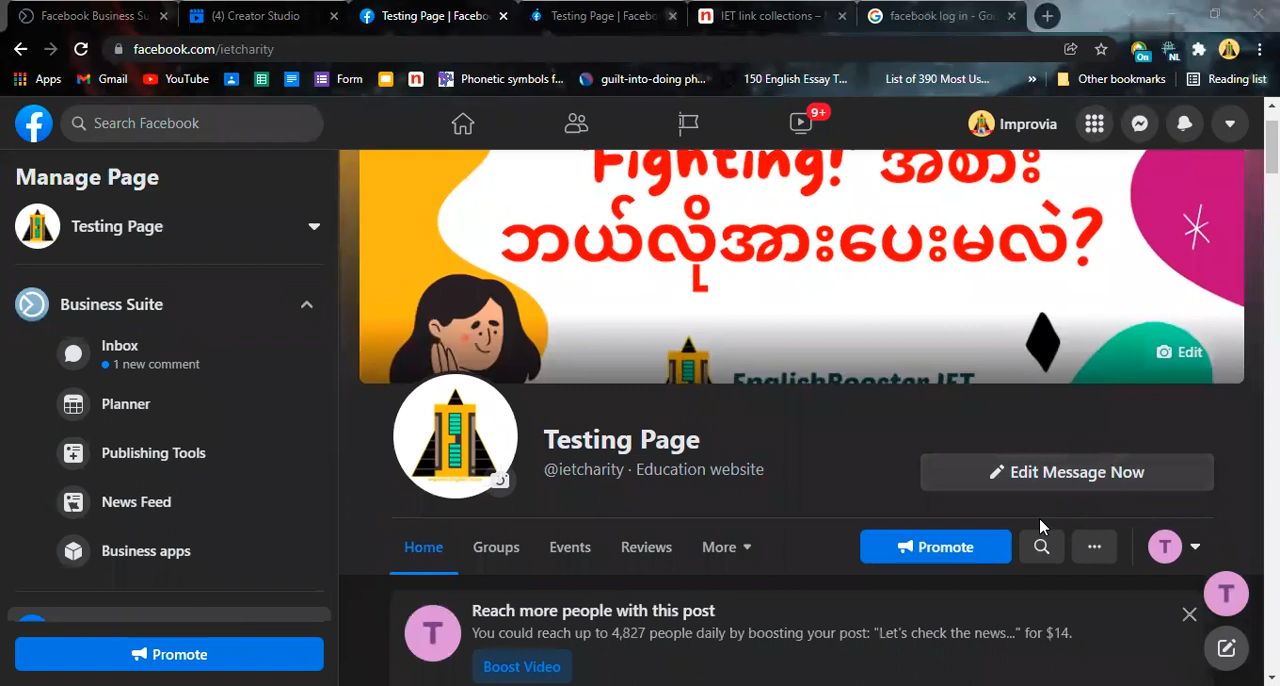 Facebook Business Su
(4) Creator Studio
Testing Page | Facebo
Testing Page | Facebo
IET link collections –
facebook log in - Go
facebook.com/ietcharity
Apps
Gmail
YouTube
Form
Phonetic symbols f...
guilt-into-doing ph...
150 English Essay T...
List of 390 Most Us...
»
Other bookmarks
Reading list
On
NL
Search Facebook
9+
Improvia
Manage Page
Testing Page
Business Suite
Inbox
1 new comment
Planner
Publishing Tools
News Feed
Business apps
Promote
'Fighting!' အစား
ဘယ်လိုအားပေးမလဲ?
EnglishBooster IET
Edit
Testing Page
@ietcharity · Education website
Edit Message Now
Home
Groups
Events
Reviews
More
Promote
T
T
Reach more people with this post
You could reach up to 4,827 people daily by boosting your post: "Let's check the news..." for $14.
Boost Video
T